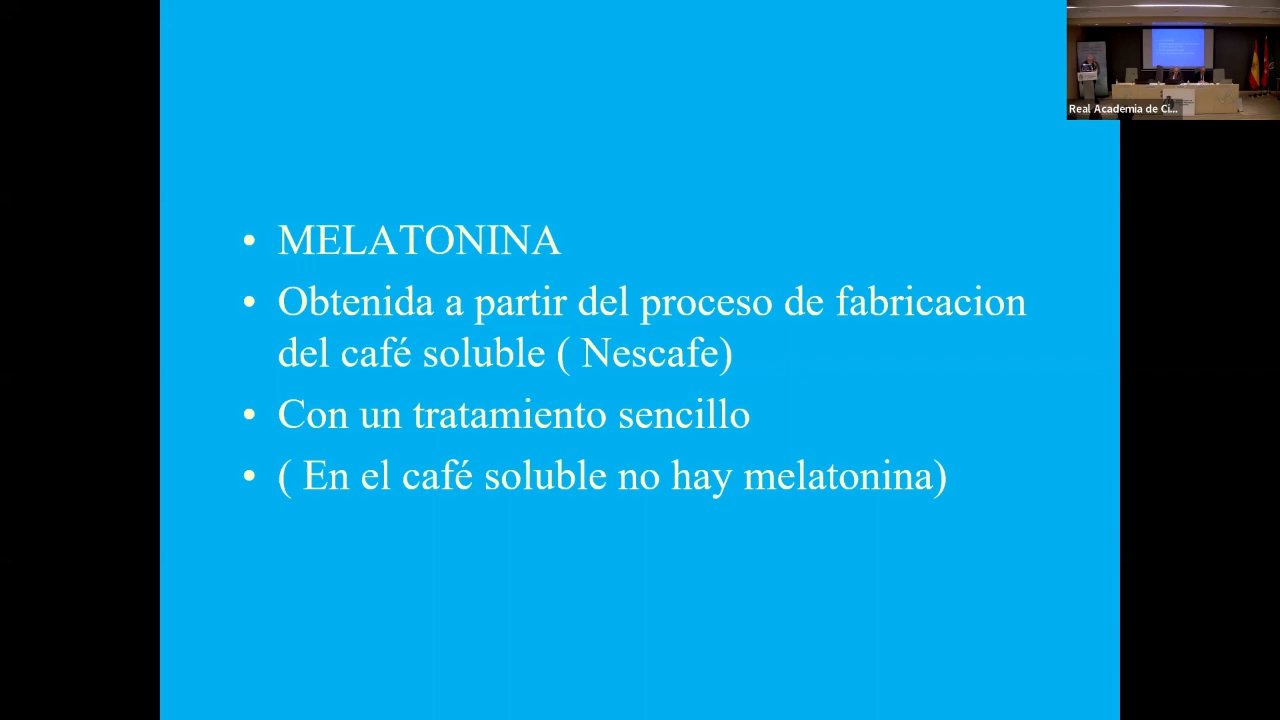 Real Academia de Ci...
• MELATONINA
• Obtenida a partir del proceso de fabricacion
del café soluble ( Nescafe)
• Con un tratamiento sencillo
• ( En el café soluble no hay melatonina)